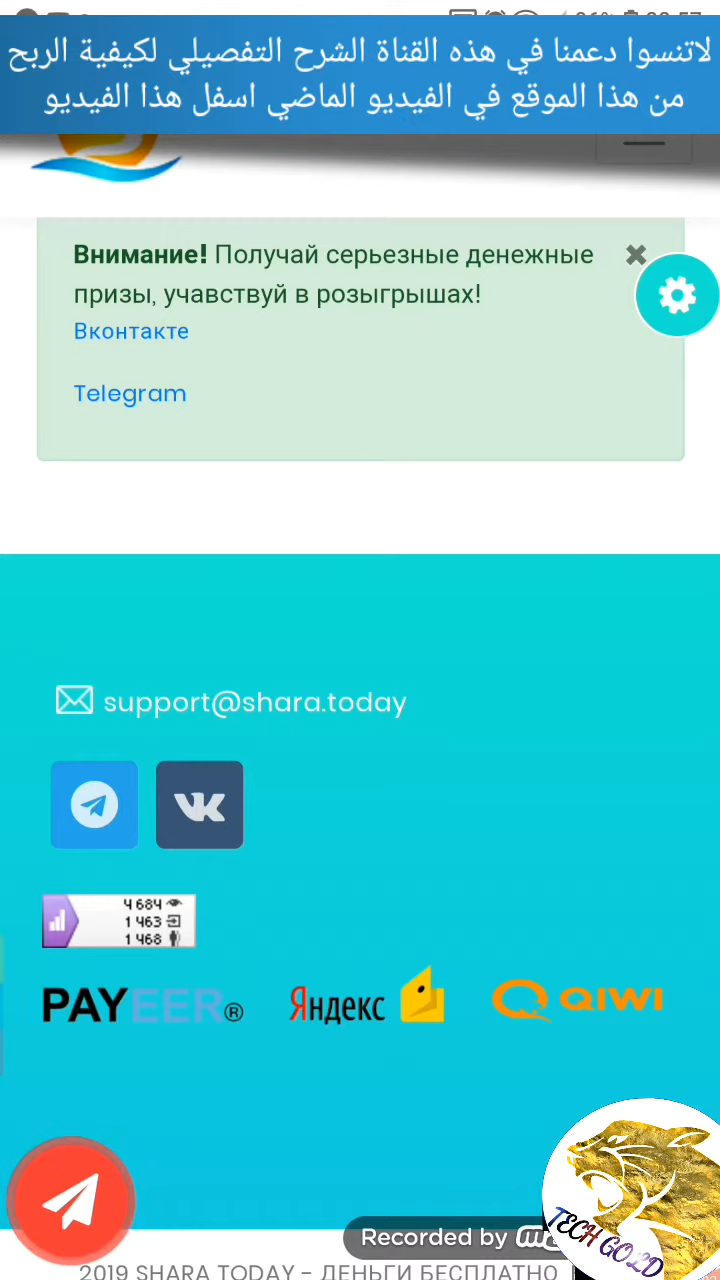 لاتنسوا دعمنا في هذه القناة الشرح التفصيلي لكيفية الربح
من هذا الموقع في الفيديو الماضي اسفل هذا الفيديو
Внимание! Получай серьезные денежные
призы, учавствуй в розыгрышах!
Вконтакте
Telegram
support@shara.today
4 684
1 463
1 468
PAYEER®
Яндекс
QIWI
Recorded by
TECH GOLD
2019 SHARA TODAY - ДЕНЬГИ БЕСПЛАТНО